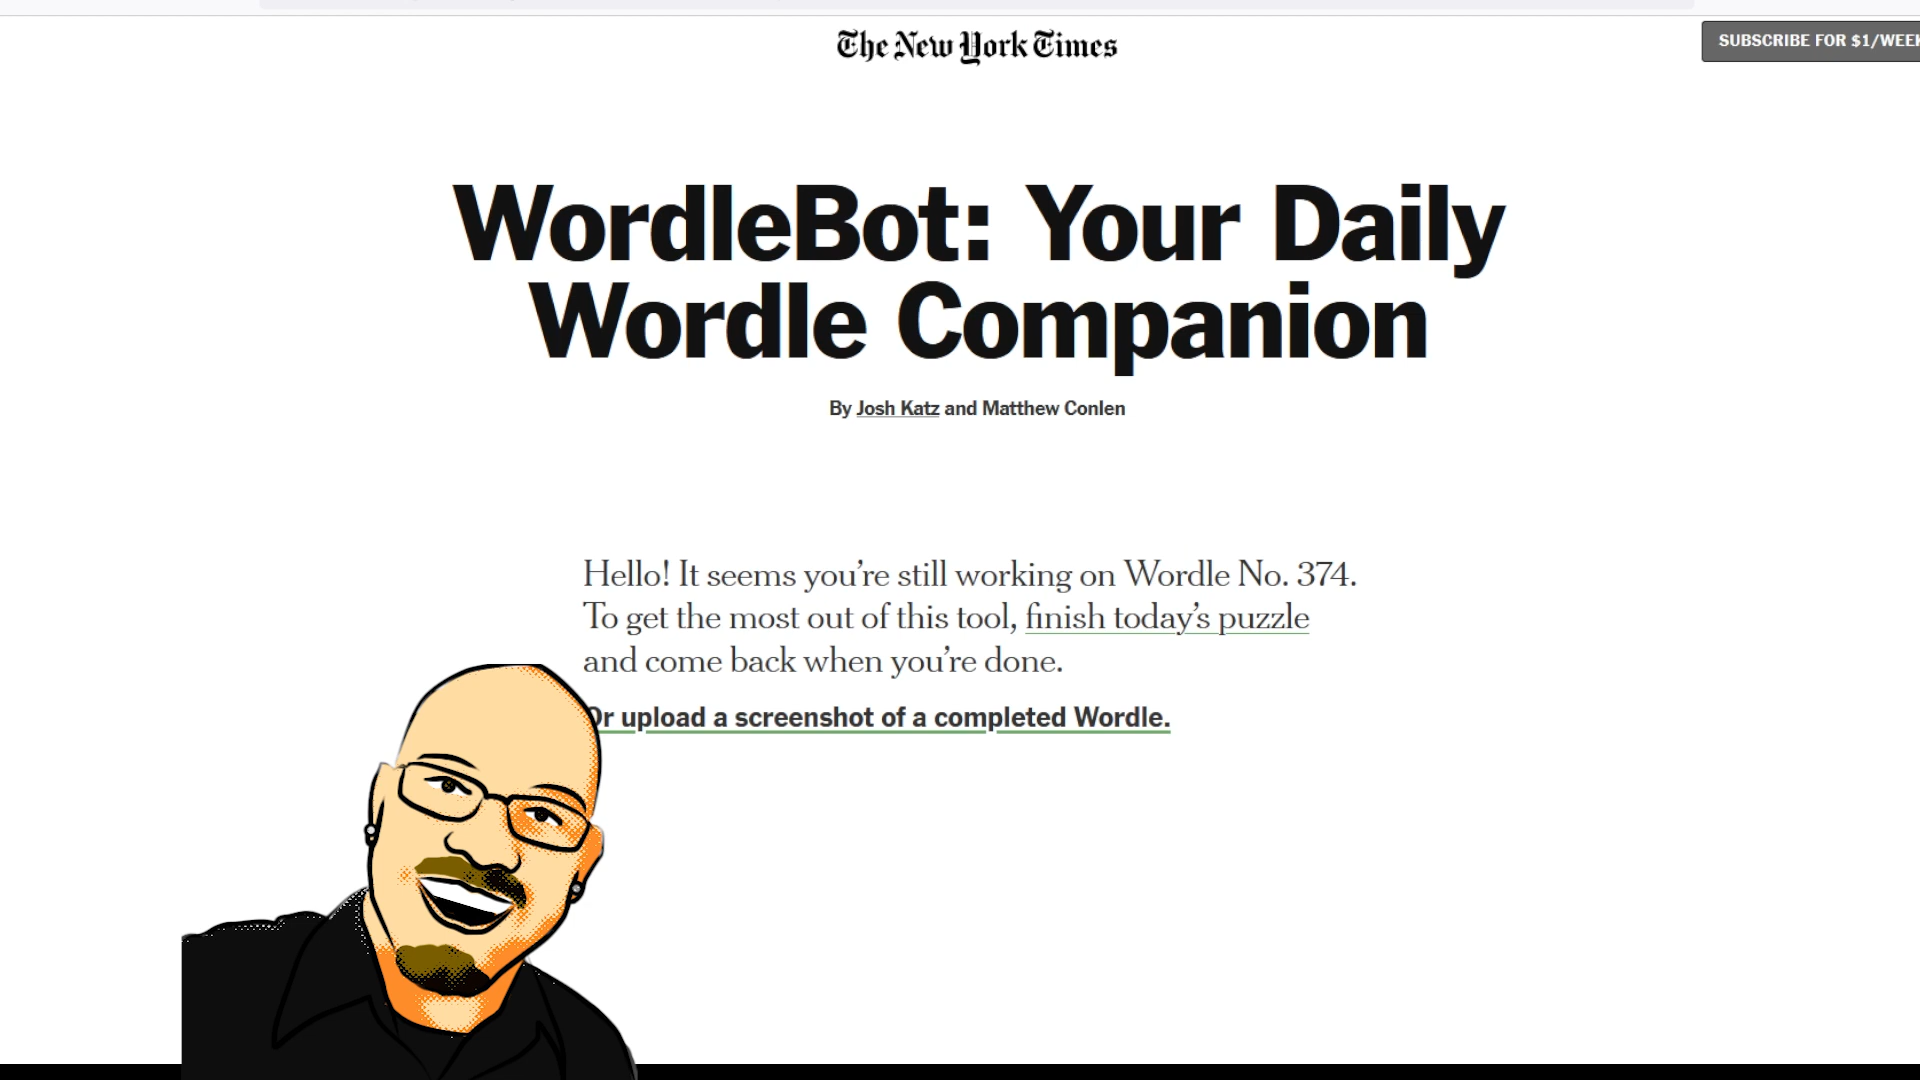 The New York Times
SUBSCRIBE FOR $1/WEEK
WordleBot: Your Daily
Wordle Companion
By Josh Katz and Matthew Conlen
Hello! It seems you’re still working on Wordle No. 374.
To get the most out of this tool, finish today’s puzzle
and come back when you’re done.
Or upload a screenshot of a completed Wordle.